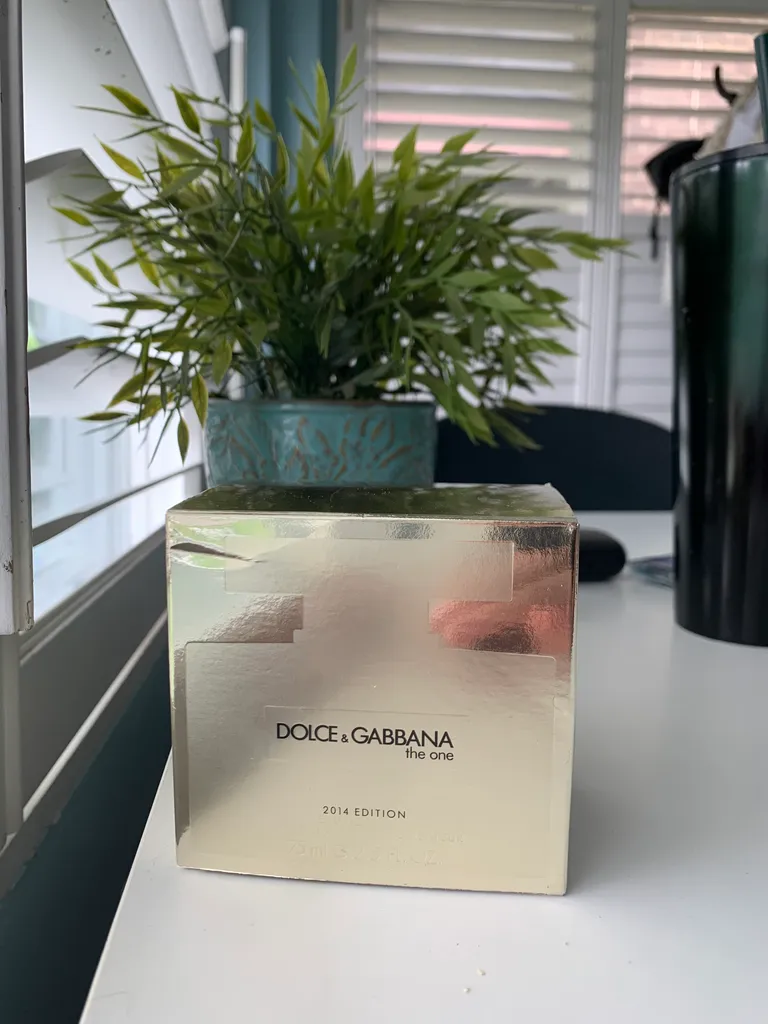 DOLCE & GABBANA
the one
2014 EDITION